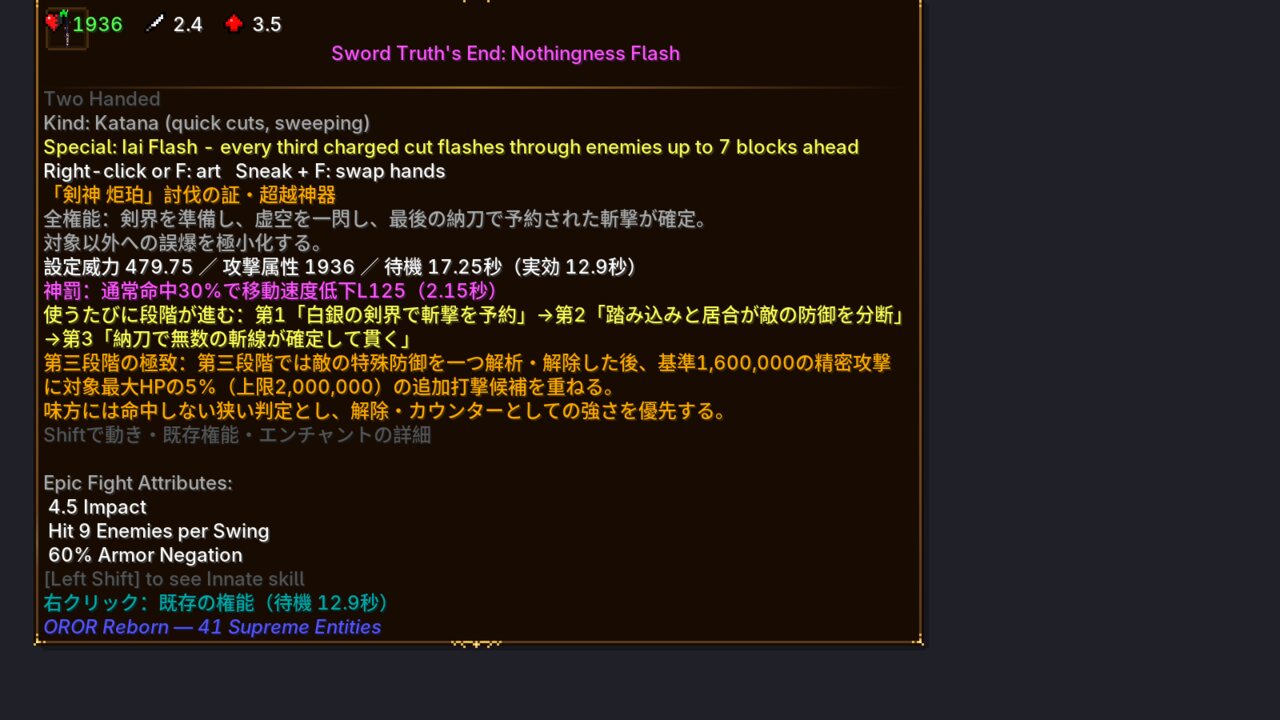 1936 2.4 3.5
Sword Truth's End: Nothingness Flash
Two Handed
Kind: Katana (quick cuts, sweeping)
Special: Iai Flash - every third charged cut flashes through enemies up to 7 blocks ahead
Right-click or F: art Sneak + F: swap hands
「剣神 炬珀」討伐の証・超越神器
全権能：剣界を準備し、虚空を一閃し、最後の納刀で予約された斬撃が確定。
対象以外への誤爆を極小化する。
設定威力 479.75 ／ 攻撃属性 1936 ／ 待機 17.25秒（実効 12.9秒）
神罰：通常命中30%で移動速度低下L125（2.15秒）
使うたびに段階が進む：第1「白銀の剣界で斬撃を予約」→第2「踏み込みと居合が敵の防御を分断」
→第3「納刀で無数の斬線が確定して貫く」
第三段階の極致：第三段階では敵の特殊防御を一つ解析・解除した後、基準1,600,000の精密攻撃
に対象最大HPの5%（上限2,000,000）の追加打撃候補を重ねる。
味方には命中しない狭い判定とし、解除・カウンターとしての強さを優先する。
Shiftで動き・既存権能・エンチャントの詳細
Epic Fight Attributes:
4.5 Impact
Hit 9 Enemies per Swing
60% Armor Negation
[Left Shift] to see Innate skill
右クリック：既存の権能（待機 12.9秒）
OROR Reborn — 41 Supreme Entities